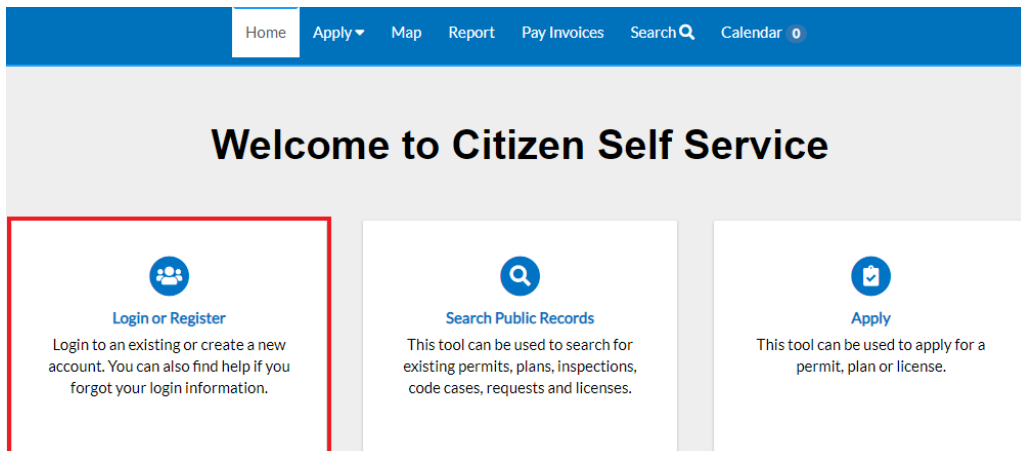 Home Apply Map Report Pay Invoices Search Calendar 0
Welcome to Citizen Self Service
Login or Register
Login to an existing or create a new
account. You can also find help if you
forgot your login information.
Search Public Records
This tool can be used to search for
existing permits, plans, inspections,
code cases, requests and licenses.
Apply
This tool can be used to apply for a
permit, plan or license.